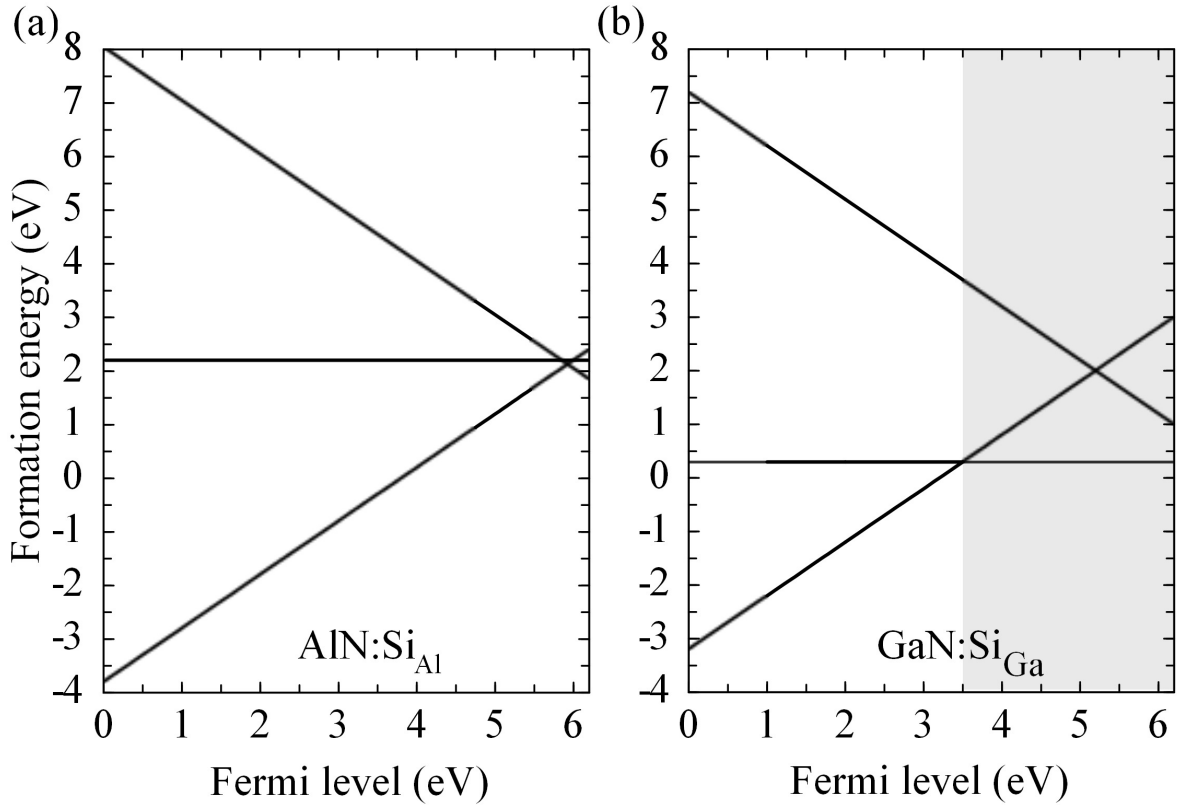 (a) (b)
8 8
7 7
6 6
5 5
4 4
3 3
2 2
1 1
0 0
-1 -1
-2 -2
-3 -3
-4 -4
Formation energy (eV)
AlN:SiAl GaN:SiGa
0 1 2 3 4 5 6 0 1 2 3 4 5 6
Fermi level (eV) Fermi level (eV)